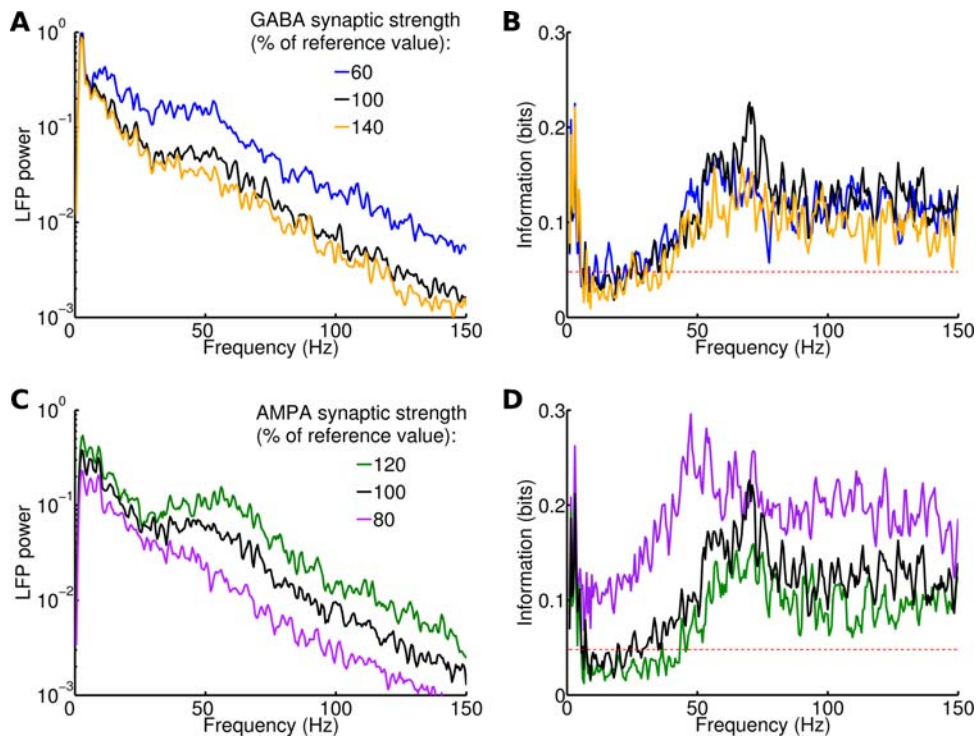 A
GABA synaptic strength
(% of reference value):
60
100
140
10^0
10^-1
10^-2
10^-3
LFP power
0
50
100
150
Frequency (Hz)
B
0.3
0.2
0.1
0
Information (bits)
0
50
100
150
Frequency (Hz)
C
AMPA synaptic strength
(% of reference value):
120
100
80
10^0
10^-1
10^-2
10^-3
LFP power
0
50
100
150
Frequency (Hz)
D
0.3
0.2
0.1
0
Information (bits)
0
50
100
150
Frequency (Hz)